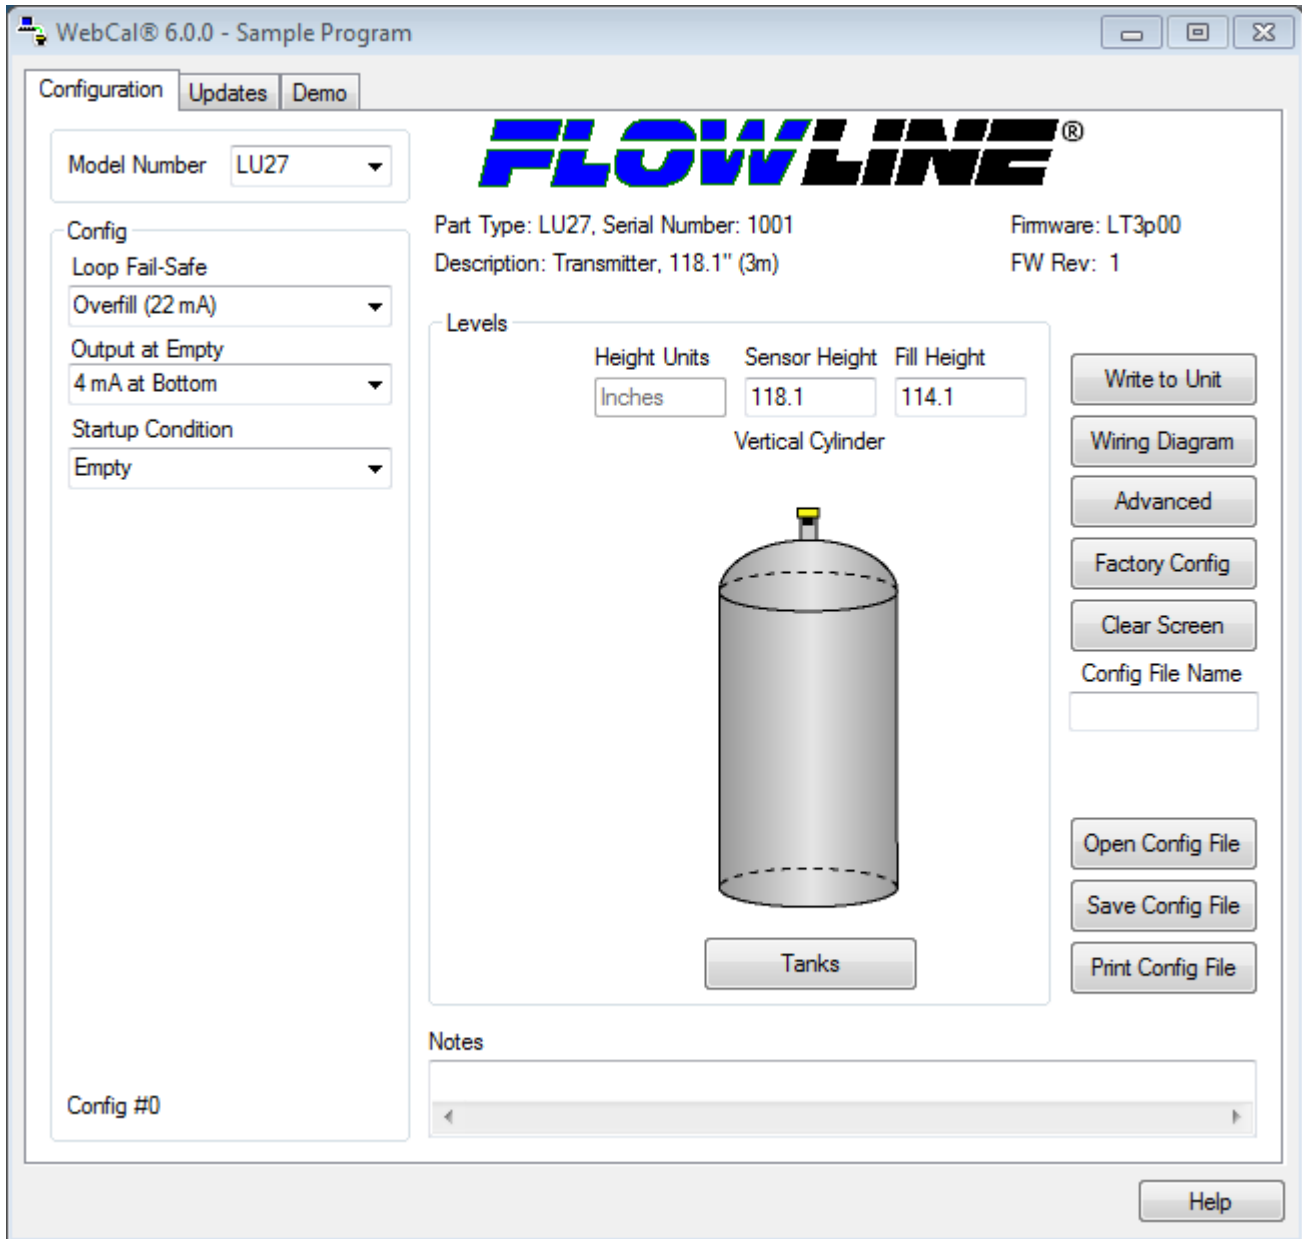 WebCal® 6.0.0 - Sample Program
Configuration Updates Demo
Model Number LU27
FLOWLINE®
Part Type: LU27, Serial Number: 1001
Firmware: LT3p00
Description: Transmitter, 118.1" (3m)
FW Rev: 1
Config
Loop Fail-Safe
Overfill (22 mA)
Output at Empty
4 mA at Bottom
Startup Condition
Empty
Config #0
Levels
Height Units Sensor Height Fill Height
Inches 118.1 114.1
Vertical Cylinder
Tanks
Write to Unit
Wiring Diagram
Advanced
Factory Config
Clear Screen
Config File Name
Open Config File
Save Config File
Print Config File
Notes
Help